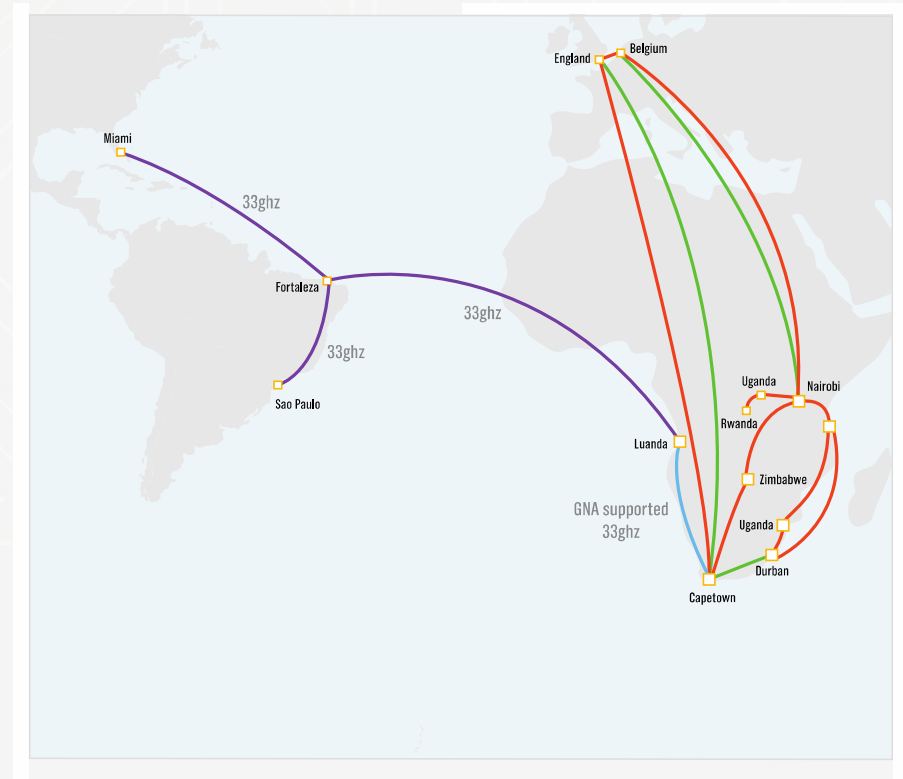 Belgium
England
Miami
33ghz
Fortaleza
33ghz
33ghz
Sao Paulo
Uganda
Nairobi
Rwanda
Luanda
Zimbabwe
GNA supported
33ghz
Uganda
Durban
Capetown